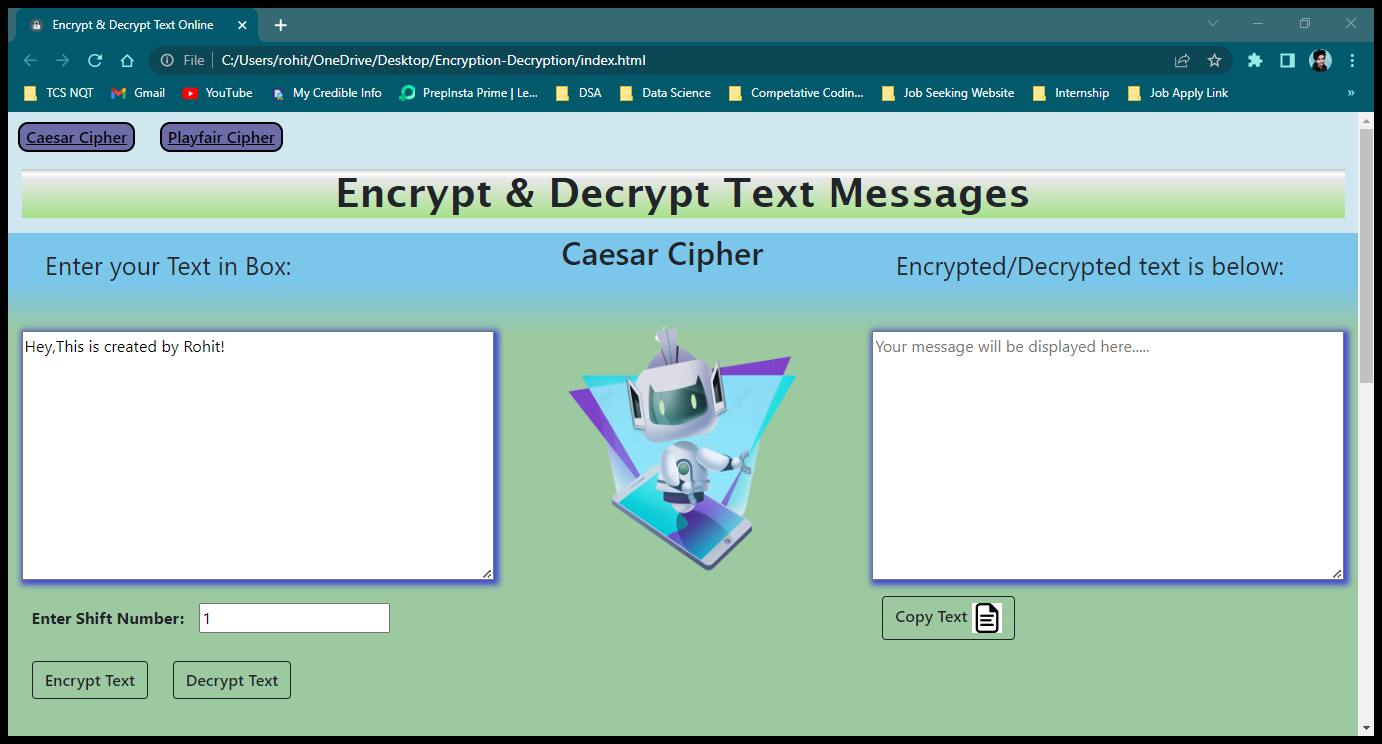 Encrypt & Decrypt Text Online
File C:/Users/rohit/OneDrive/Desktop/Encryption-Decryption/index.html
TCS NQT Gmail YouTube My Credible Info PrepInsta Prime | Le... DSA Data Science Competative Codin... Job Seeking Website Internship Job Apply Link »
Caesar Cipher Playfair Cipher
Encrypt & Decrypt Text Messages
Caesar Cipher
Enter your Text in Box: Encrypted/Decrypted text is below:
Hey,This is created by Rohit! Your message will be displayed here.....
Enter Shift Number: 1 Copy Text
Encrypt Text Decrypt Text